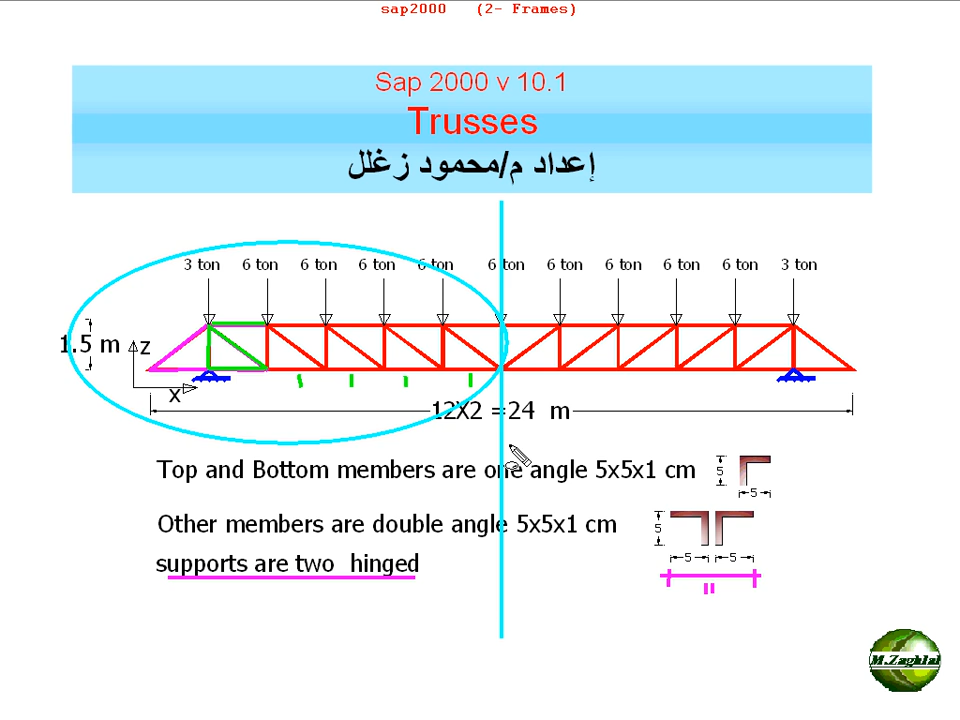 sap2000 (2- Frames)
Sap 2000 v 10.1
Trusses
إعداد م/محمود زغلل
3 ton 6 ton 6 ton 6 ton 6 ton 6 ton 6 ton 6 ton 6 ton 6 ton 3 ton
1.5 m
z
x
12X2 =24 m
Top and Bottom members are one angle 5x5x1 cm
5
5
Other members are double angle 5x5x1 cm
5
5 5
supports are two hinged
11
M.Zaghlal